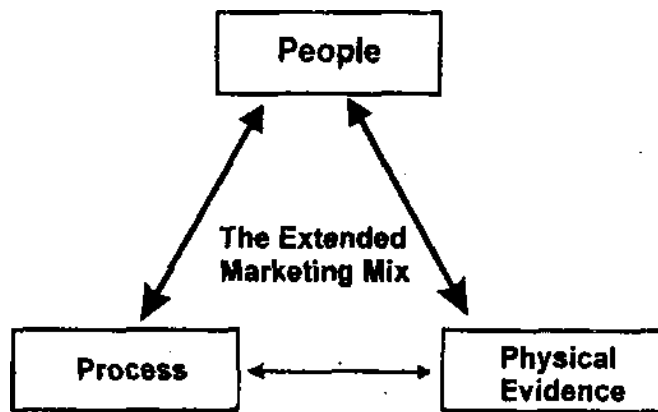 People
The Extended
Marketing Mix
Process
Physical
Evidence